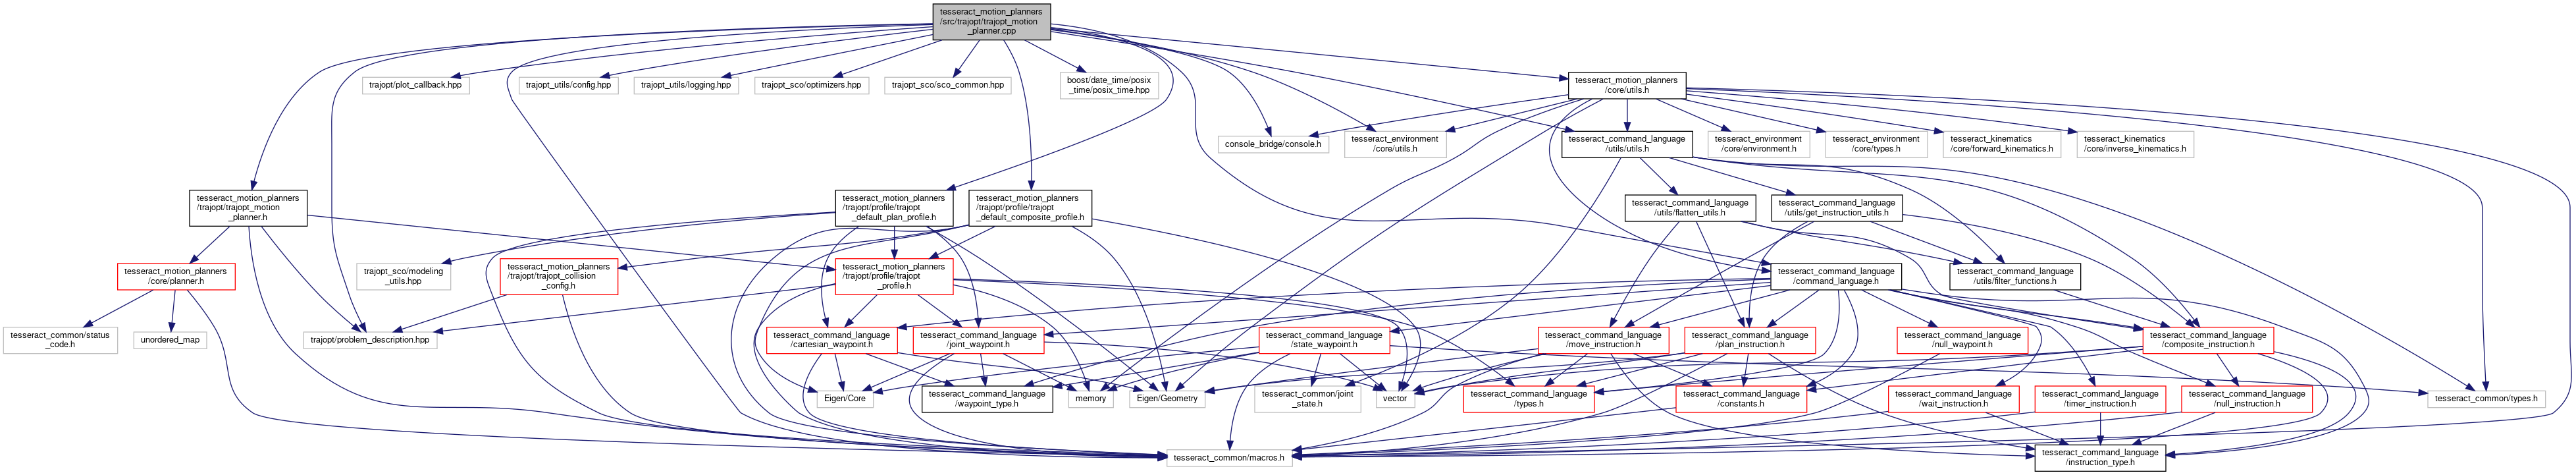 tesseract_motion_planners
/src/trajopt/trajopt_motion
_planner.cpp
trajopt/plot_callback.hpp
trajopt_utils/config.hpp
trajopt_utils/logging.hpp
trajopt_sco/optimizers.hpp
trajopt_sco/sco_common.hpp
boost/date_time/posix
_time/posix_time.hpp
tesseract_motion_planners
/core/utils.h
console_bridge/console.h
tesseract_environment
/core/utils.h
tesseract_command_language
/utils/utils.h
tesseract_environment
/core/environment.h
tesseract_environment
/core/types.h
tesseract_kinematics
/core/forward_kinematics.h
tesseract_kinematics
/core/inverse_kinematics.h
tesseract_motion_planners
/trajopt/trajopt_motion
_planner.h
tesseract_motion_planners
/trajopt/profile/trajopt
_default_plan_profile.h
tesseract_motion_planners
/trajopt/profile/trajopt
_default_composite_profile.h
tesseract_command_language
/utils/flatten_utils.h
tesseract_command_language
/utils/get_instruction_utils.h
tesseract_motion_planners
/core/planner.h
trajopt_sco/modeling
_utils.hpp
tesseract_motion_planners
/trajopt/trajopt_collision
_config.h
tesseract_motion_planners
/trajopt/profile/trajopt
_profile.h
tesseract_command_language
/command_language.h
tesseract_command_language
/utils/filter_functions.h
tesseract_common/status
_code.h
unordered_map
trajopt/problem_description.hpp
tesseract_command_language
/cartesian_waypoint.h
tesseract_command_language
/joint_waypoint.h
tesseract_command_language
/state_waypoint.h
tesseract_command_language
/move_instruction.h
tesseract_command_language
/plan_instruction.h
tesseract_command_language
/null_waypoint.h
tesseract_command_language
/composite_instruction.h
Eigen/Core
tesseract_command_language
/waypoint_type.h
memory
Eigen/Geometry
tesseract_common/joint
_state.h
vector
tesseract_command_language
/types.h
tesseract_command_language
/constants.h
tesseract_command_language
/wait_instruction.h
tesseract_command_language
/timer_instruction.h
tesseract_command_language
/null_instruction.h
tesseract_common/types.h
tesseract_common/macros.h
tesseract_command_language
/instruction_type.h